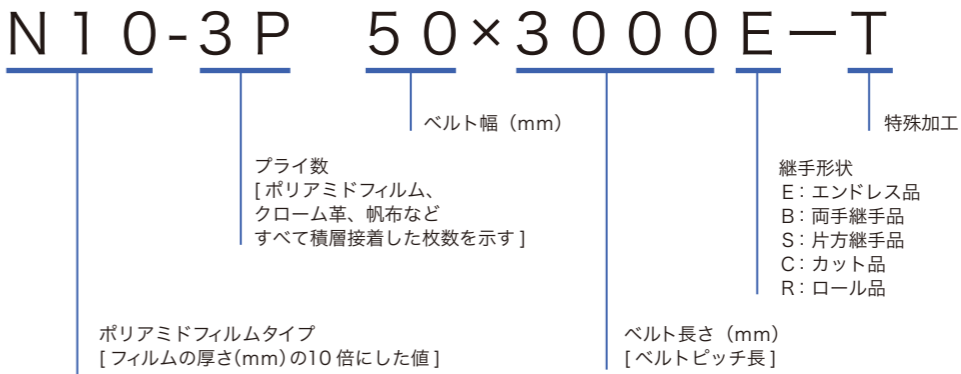 N10-3P 50×3000E－T
ベルト幅（mm）
特殊加工
プライ数
[ポリアミドフィルム、
クローム革、帆布など
すべて積層接着した枚数を示す]
継手形状
E：エンドレス品
B：両手継手品
S：片方継手品
C：カット品
R：ロール品
ポリアミドフィルムタイプ
[フィルムの厚さ(mm)の10倍にした値]
ベルト長さ（mm）
[ベルトピッチ長]